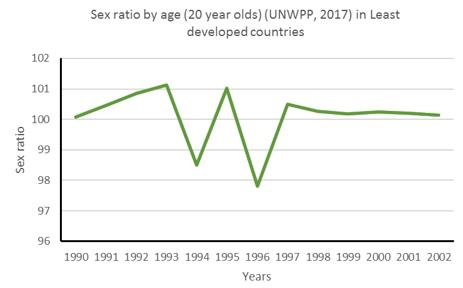 Sex ratio by age (20 year olds) (UNWPP, 2017) in Least
developed countries
102
101
100
99
98
97
96
Sex ratio
1990 1991 1992 1993 1994 1995 1996 1997 1998 1999 2000 2001 2002
Years